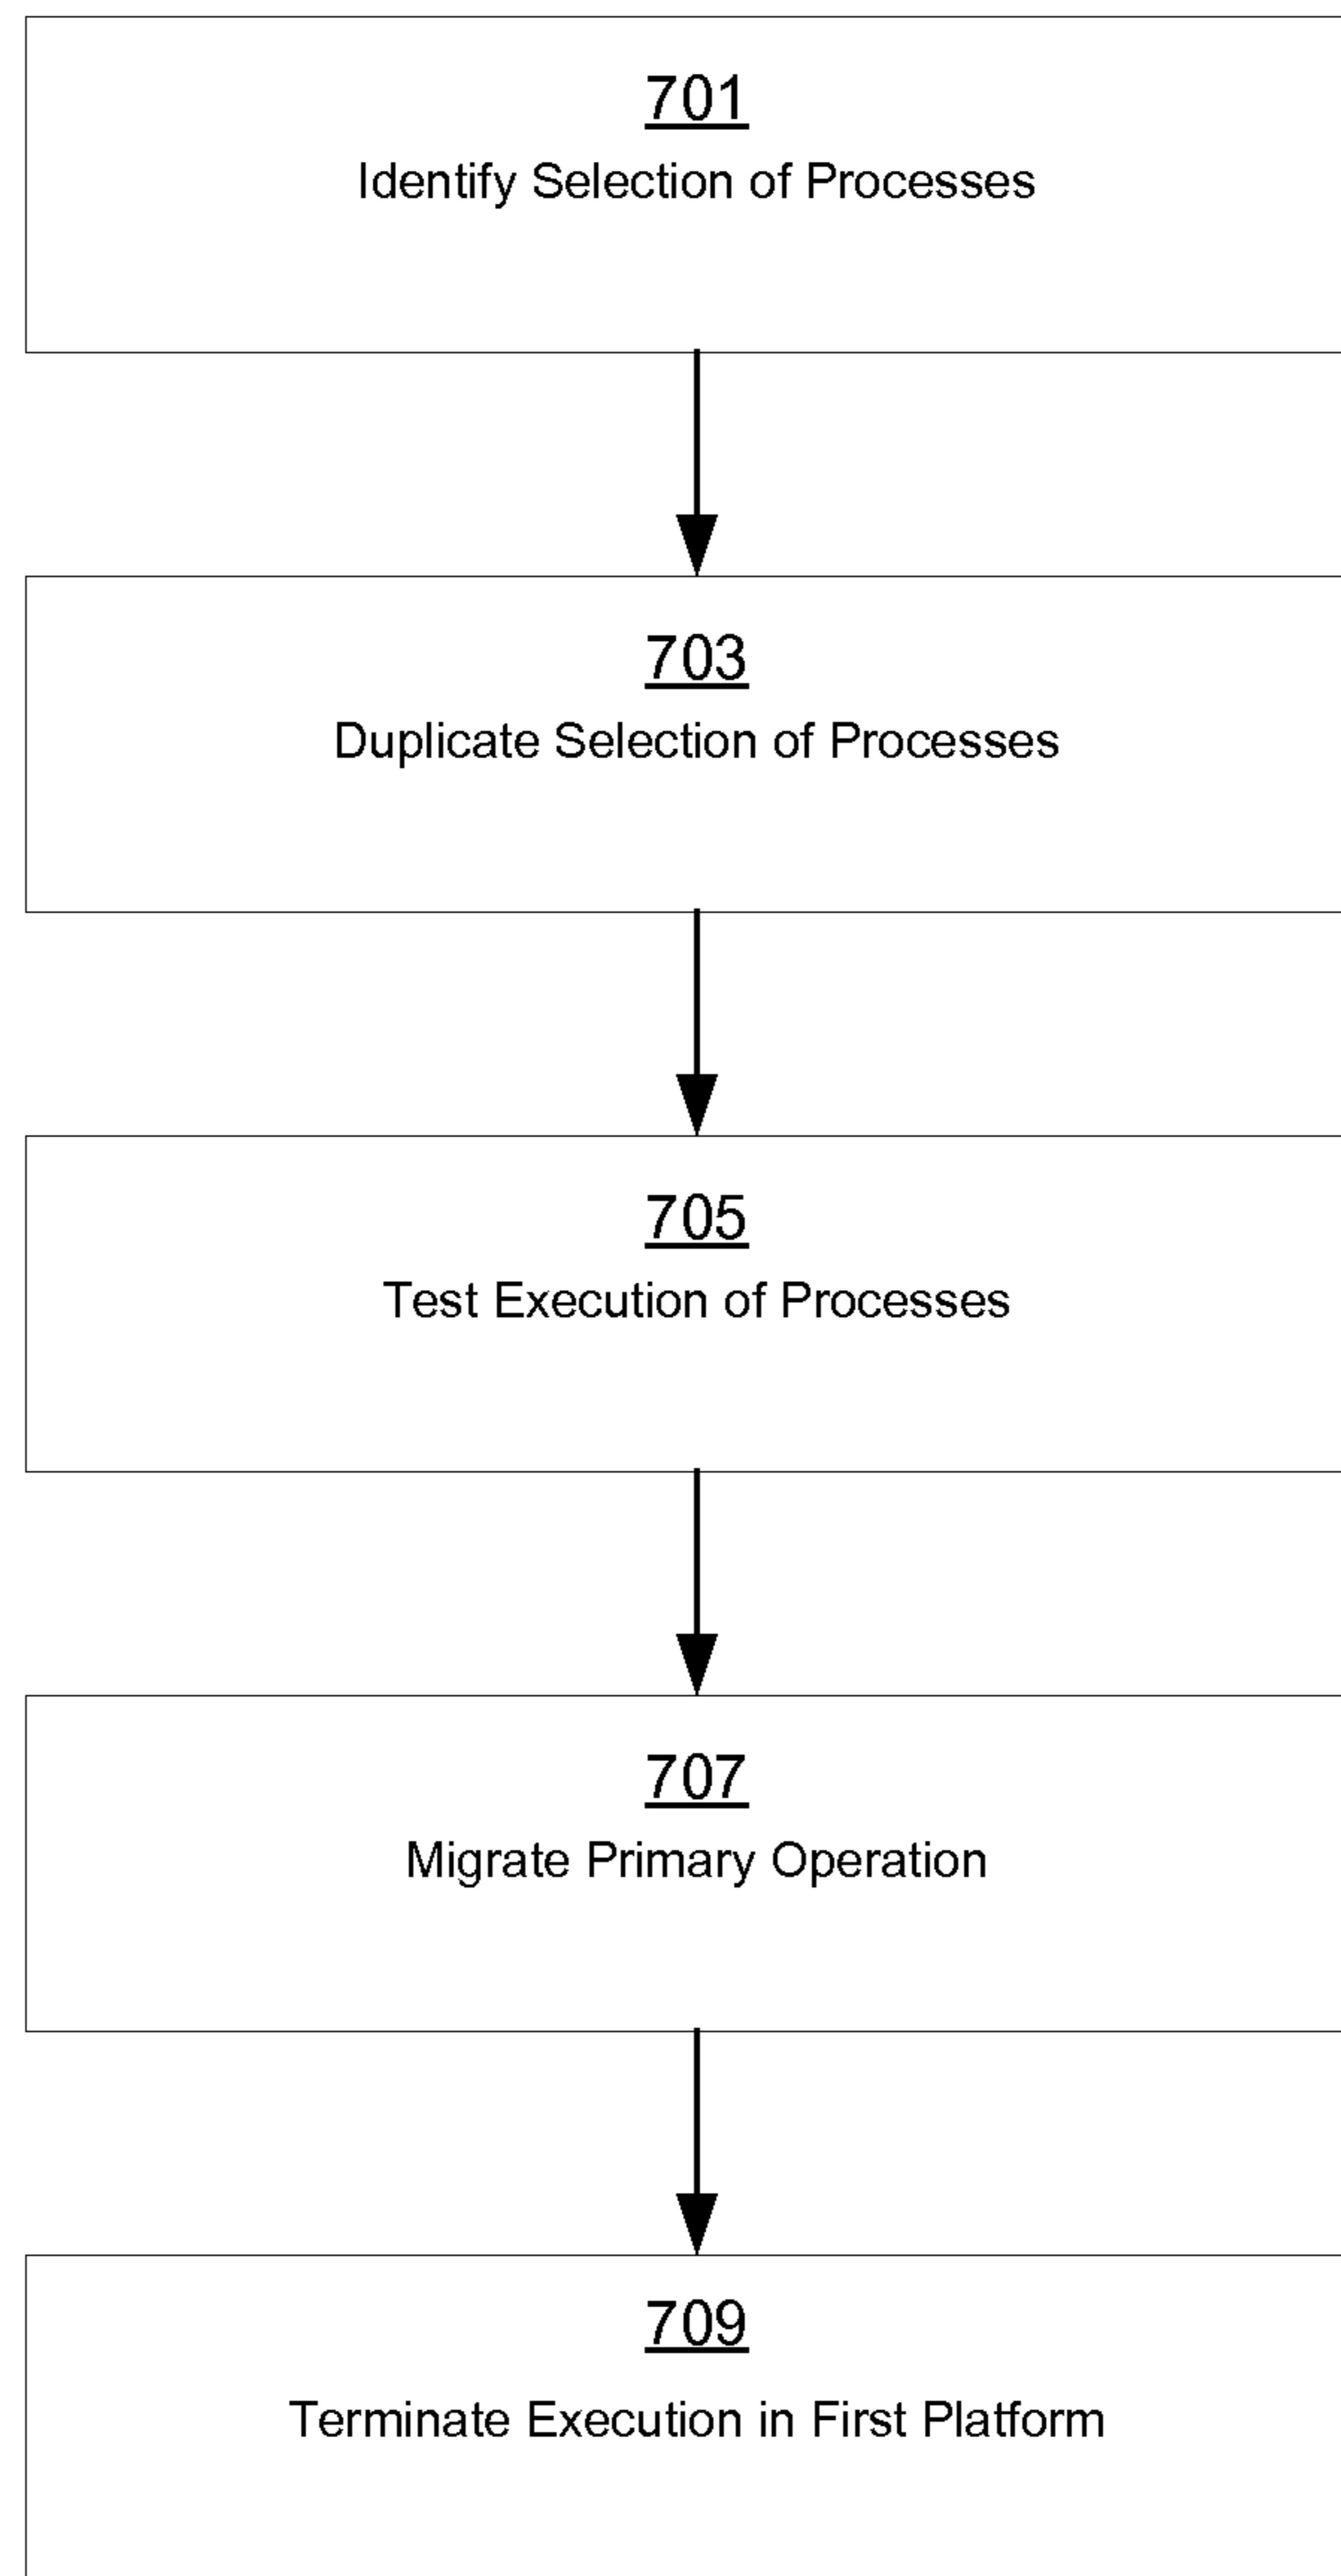 701
Identify Selection of Processes
703
Duplicate Selection of Processes
705
Test Execution of Processes
707
Migrate Primary Operation
709
Terminate Execution in First Platform